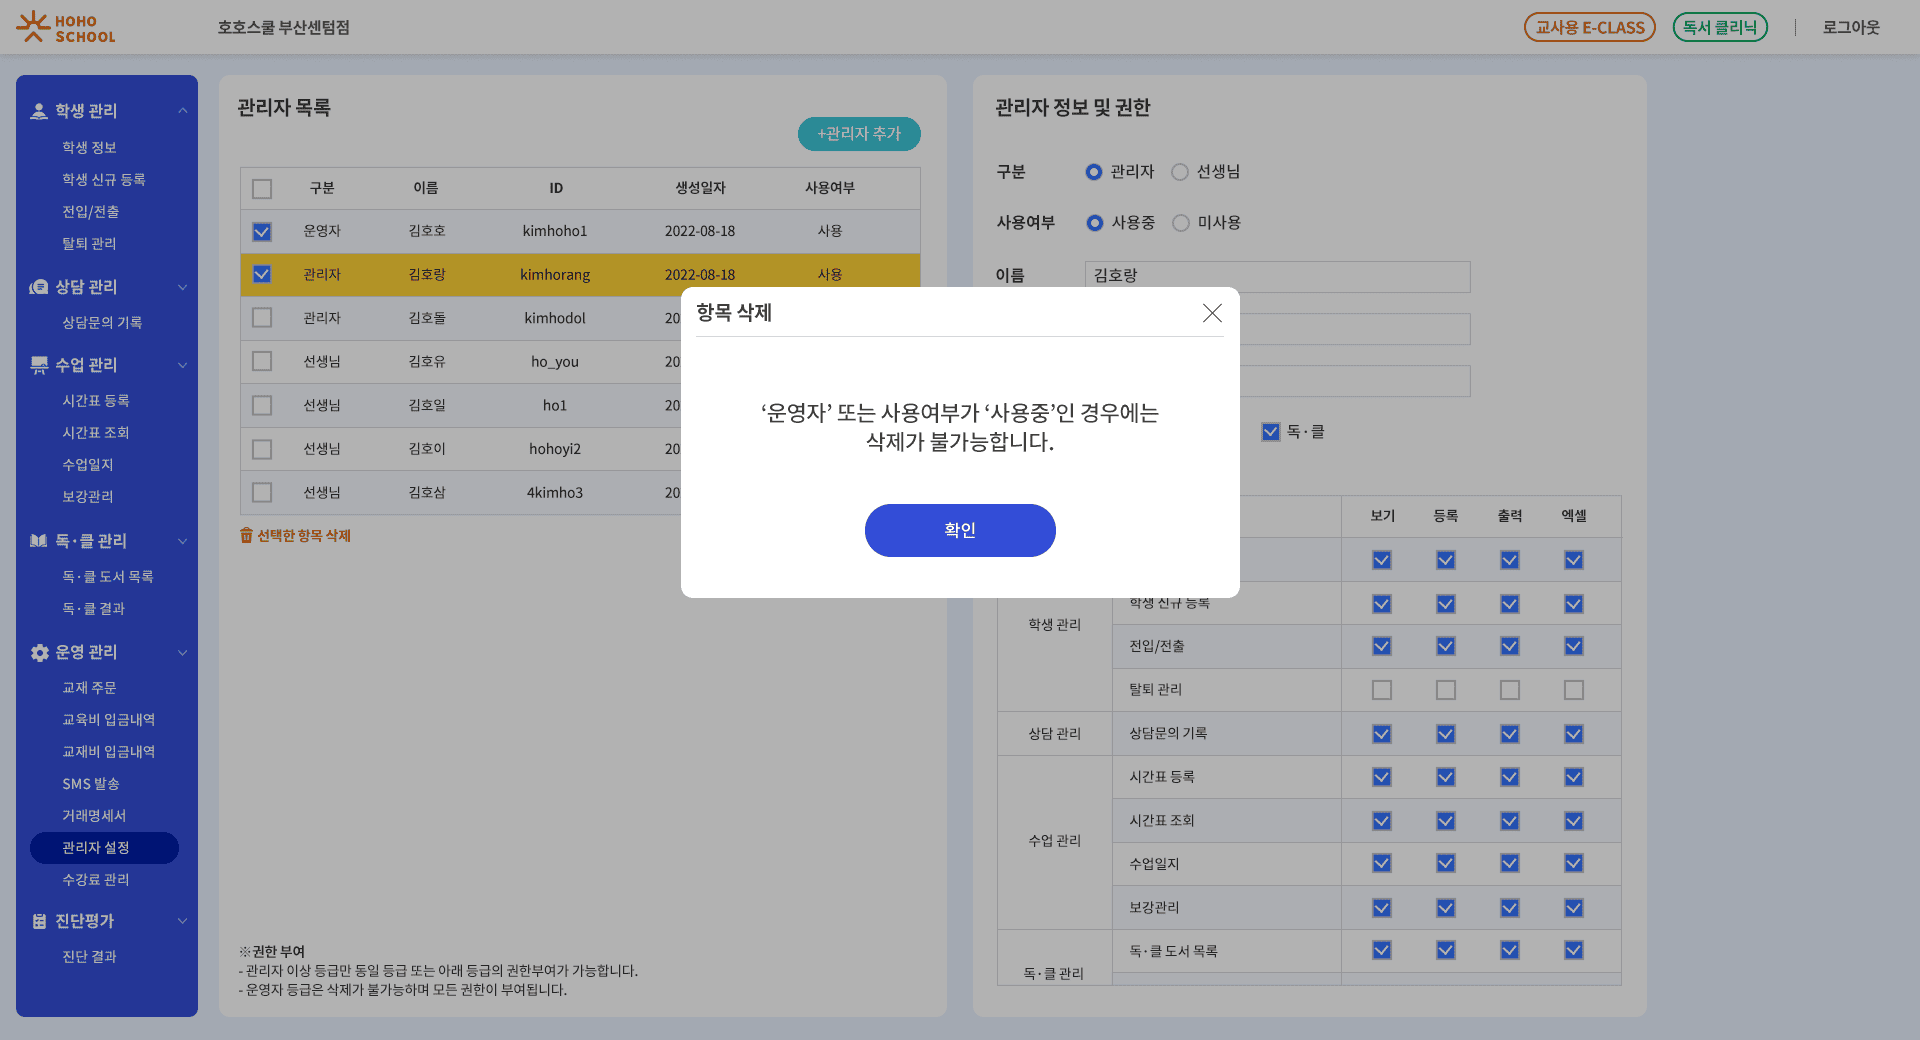 HOHO
SCHOOL
호호스쿨 부산센텀점
교사용 E-CLASS
독서 클리닉
로그아웃
학생 관리
학생 정보
학생 신규 등록
전입/전출
탈퇴 관리
상담 관리
상담문의 기록
수업 관리
시간표 등록
시간표 조회
수업일지
보강관리
독·클 관리
독·클 도서 목록
독·클 결과
운영 관리
교재 주문
교육비 입금내역
교재비 입금내역
SMS 발송
거래명세서
관리자 설정
수강료 관리
진단평가
진단 결과
관리자 목록
+관리자 추가
구분 이름 ID 생성일자 사용여부
운영자 김호호 kimhoho1 2022-08-18 사용
관리자 김호랑 kimhorang 2022-08-18 사용
관리자 김호돌 kimhodol 20
선생님 김호유 ho_you 20
선생님 김호일 ho1 20
선생님 김호이 hohoyi2 20
선생님 김호삼 4kimho3 20
선택한 항목 삭제
※권한 부여
- 관리자 이상 등급만 동일 등급 또는 아래 등급의 권한부여가 가능합니다.
- 운영자 등급은 삭제가 불가능하며 모든 권한이 부여됩니다.
항목 삭제
‘운영자’ 또는 사용여부가 ‘사용중’인 경우에는
삭제가 불가능합니다.
확인
관리자 정보 및 권한
구분 관리자 선생님
사용여부 사용중 미사용
이름 김호랑
독·클
보기 등록 출력 엑셀
학생 관리
학생 신규 등록
전입/전출
탈퇴 관리
상담 관리 상담문의 기록
수업 관리
시간표 등록
시간표 조회
수업일지
보강관리
독·클 관리
독·클 도서 목록